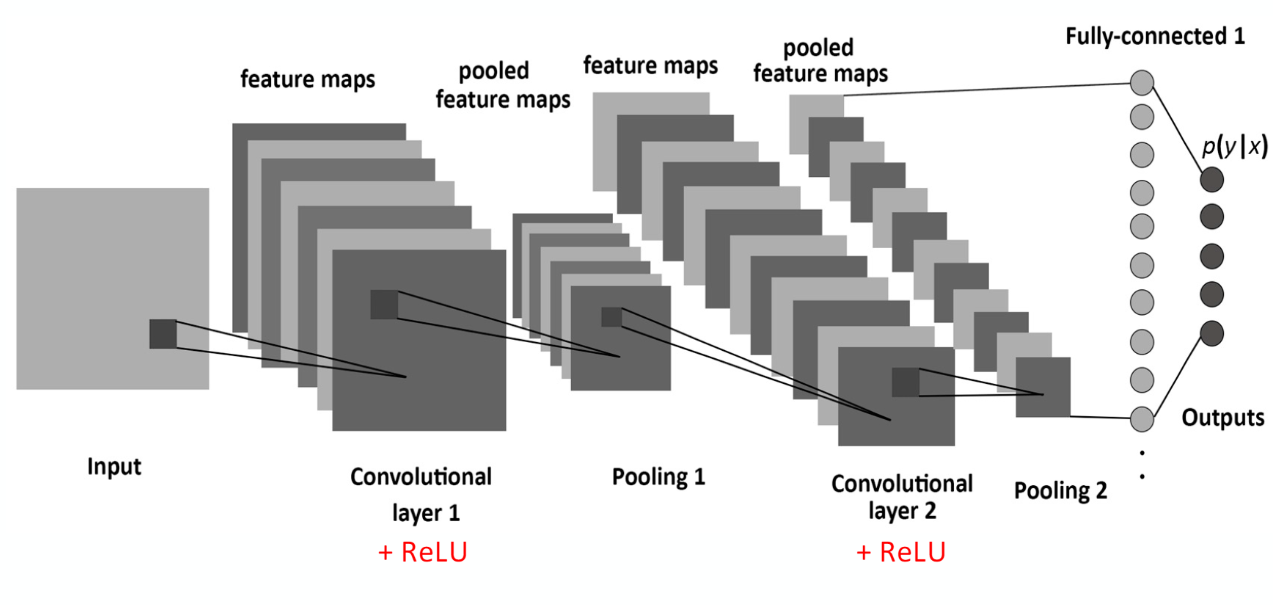 feature maps
pooled
feature maps
feature maps
pooled
feature maps
Fully-connected 1
p(y|x)
Outputs
Input
Convolutional
layer 1
+ ReLU
Pooling 1
Convolutional
layer 2
+ ReLU
Pooling 2